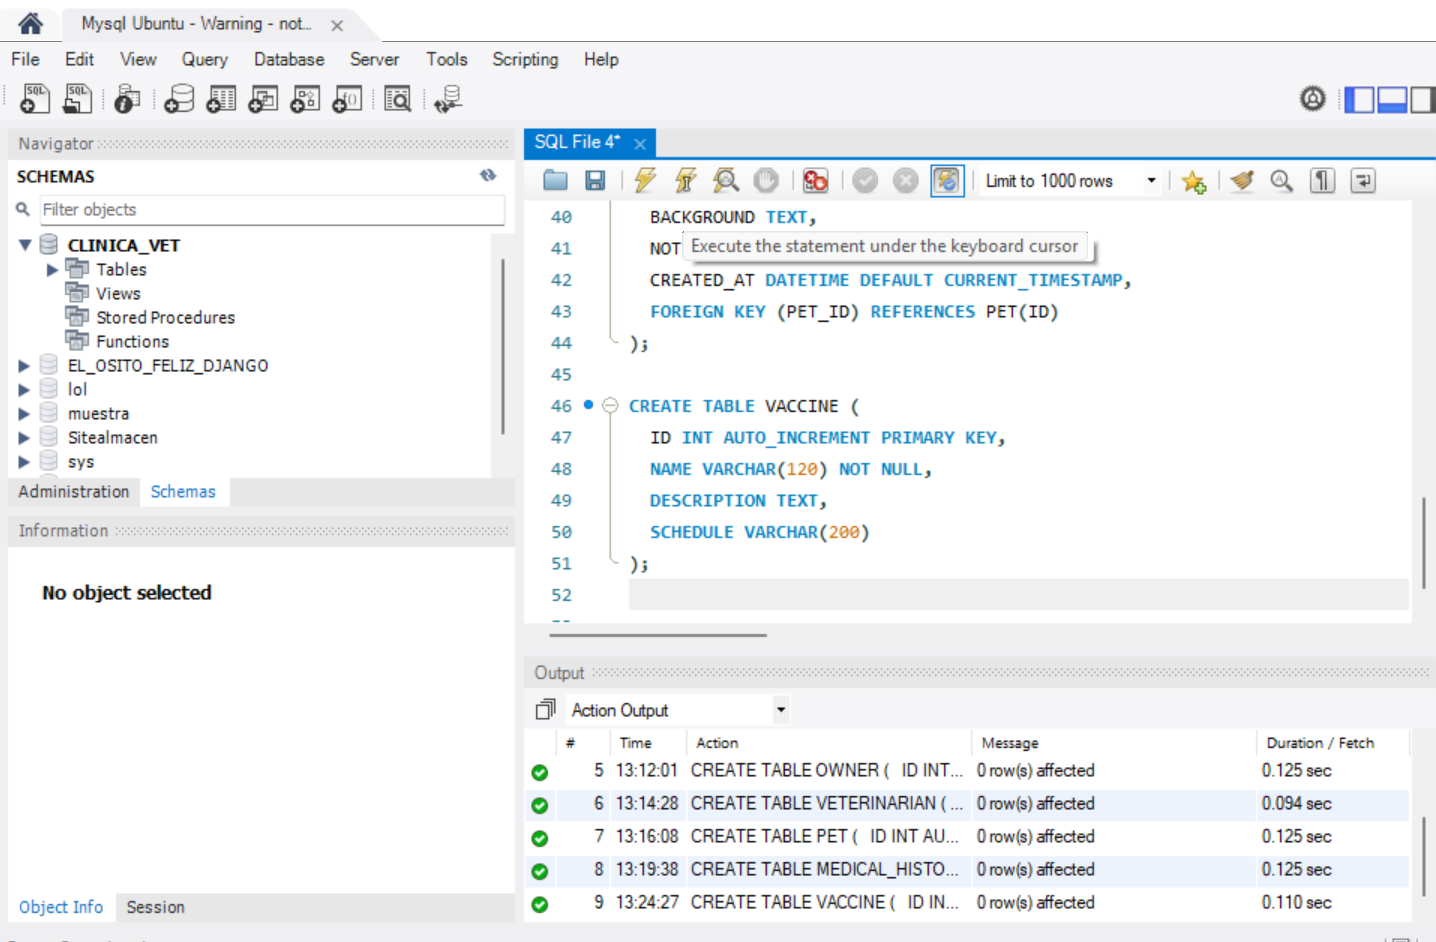 Mysql Ubuntu - Warning - not...
File Edit View Query Database Server Tools Scripting Help
Navigator
SCHEMAS
Filter objects
CLINICA_VET
Tables
Views
Stored Procedures
Functions
EL_OSITO_FELIZ_DJANGO
lol
muestra
Sitealmacen
sys
Administration Schemas
Information
No object selected
Object Info Session
SQL File 4*
Limit to 1000 rows
40 BACKGROUND TEXT,
41 NOT
Execute the statement under the keyboard cursor
42 CREATED_AT DATETIME DEFAULT CURRENT_TIMESTAMP,
43 FOREIGN KEY (PET_ID) REFERENCES PET(ID)
44 );
45
46 CREATE TABLE VACCINE (
47 ID INT AUTO_INCREMENT PRIMARY KEY,
48 NAME VARCHAR(120) NOT NULL,
49 DESCRIPTION TEXT,
50 SCHEDULE VARCHAR(200)
51 );
52
Output
Action Output
# Time Action Message Duration / Fetch
5 13:12:01 CREATE TABLE OWNER ( ID INT... 0 row(s) affected 0.125 sec
6 13:14:28 CREATE TABLE VETERINARIAN ( ... 0 row(s) affected 0.094 sec
7 13:16:08 CREATE TABLE PET ( ID INT AU... 0 row(s) affected 0.125 sec
8 13:19:38 CREATE TABLE MEDICAL_HISTO... 0 row(s) affected 0.125 sec
9 13:24:27 CREATE TABLE VACCINE ( ID IN... 0 row(s) affected 0.110 sec